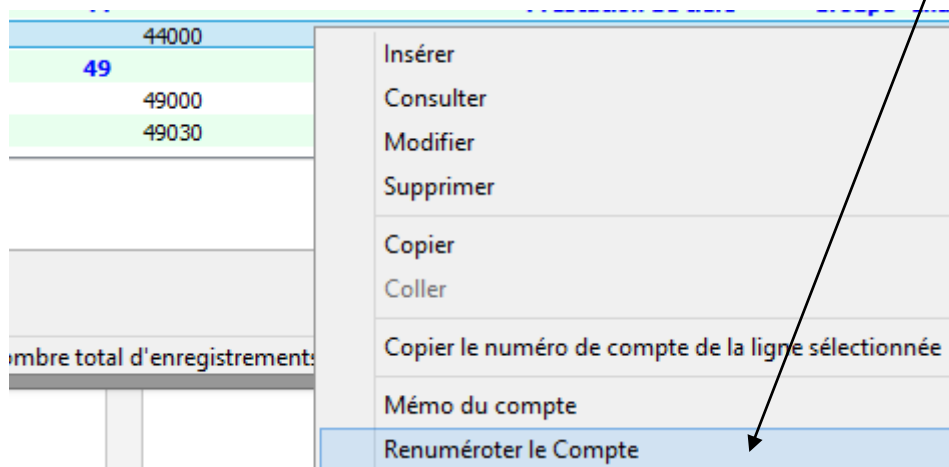 44000
Insérer
49
Consulter
49000
49030
Modifier
Supprimer
Copier
Coller
Copier le numéro de compte de la ligne sélectionnée
ombre total d'enregistrements
Mémo du compte
Renuméroter le Compte